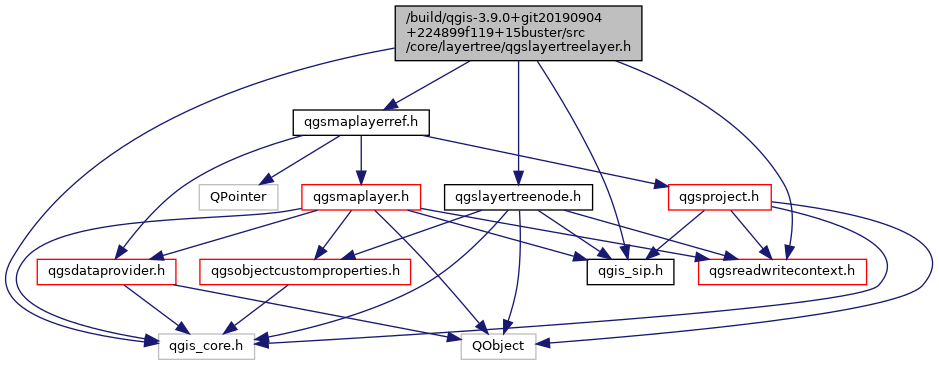 /build/qgis-3.9.0+git20190904
+224899f119+15buster/src
/core/layertree/qgslayertreelayer.h
qgsmaplayerref.h
QPointer
qgsmaplayer.h
qgslayertreenode.h
qgsproject.h
qgsdataprovider.h
qgsobjectcustomproperties.h
qgis_sip.h
qgsreadwritecontext.h
qgis_core.h
QObject